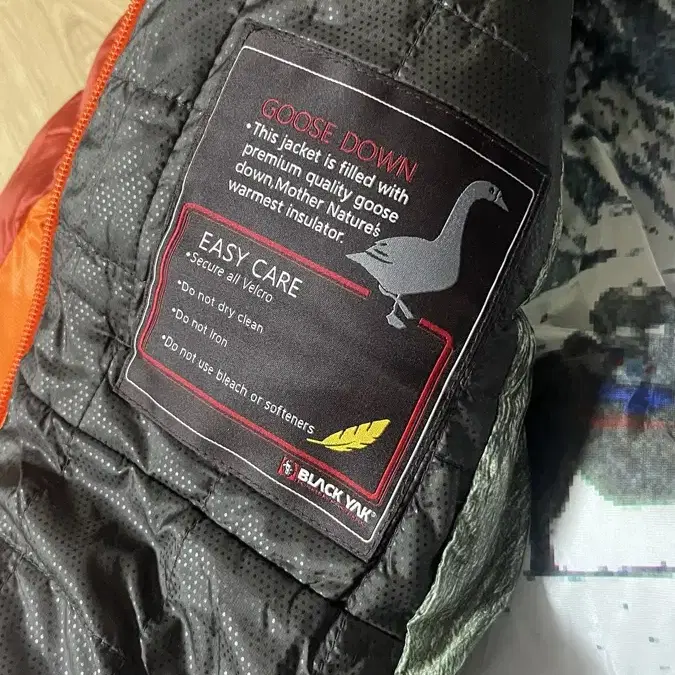 GOOSE DOWN
•This jacket is filled with
premium quality goose
down,Mother Nature's
warmest insulator.
EASY CARE
•Secure all Velcro
•Do not dry clean
•Do not Iron
•Do not use bleach or softeners
BLACK YAK®